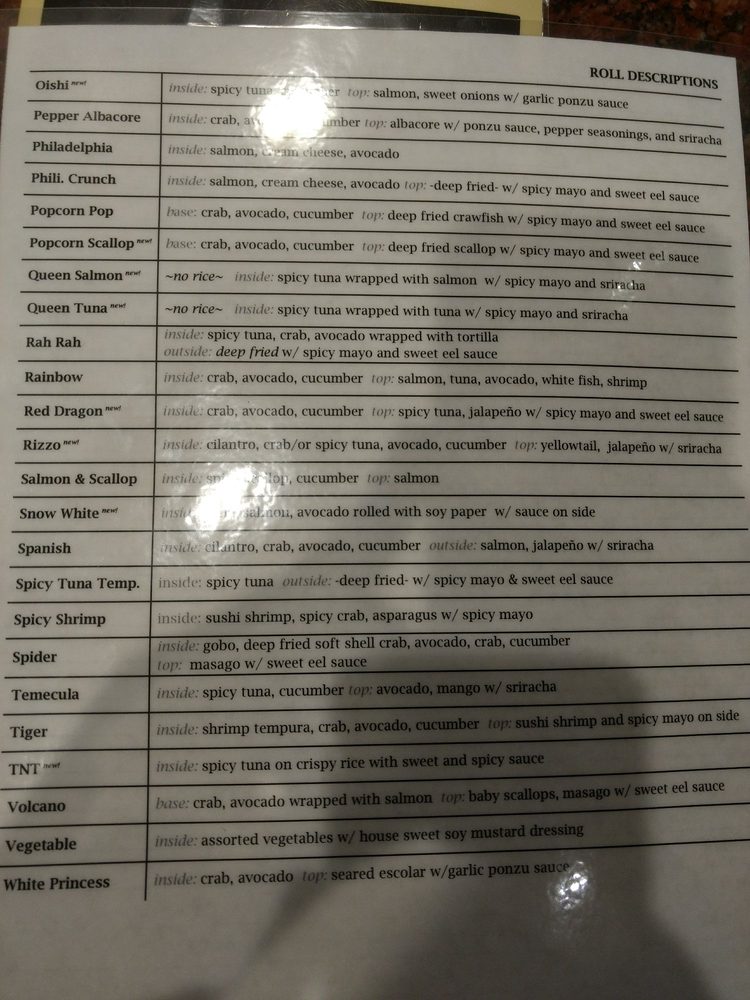 ROLL DESCRIPTIONS
Oishi new! inside: spicy tuna, top: salmon, sweet onions w/ garlic ponzu sauce
Pepper Albacore inside: crab, top: albacore w/ ponzu sauce, pepper seasonings, and sriracha
Philadelphia inside: salmon, cream cheese, avocado
Phili. Crunch inside: salmon, cream cheese, avocado top: -deep fried- w/ spicy mayo and sweet eel sauce
Popcorn Pop base: crab, avocado, cucumber top: deep fried crawfish w/ spicy mayo and sweet eel sauce
Popcorn Scallop new! base: crab, avocado, cucumber top: deep fried scallop w/ spicy mayo and sweet eel sauce
Queen Salmon new! ~no rice~ inside: spicy tuna wrapped with salmon w/ spicy mayo and sriracha
Queen Tuna new! ~no rice~ inside: spicy tuna wrapped with tuna w/ spicy mayo and sriracha
Rah Rah inside: spicy tuna, crab, avocado wrapped with tortilla
outside: deep fried w/ spicy mayo and sweet eel sauce
Rainbow inside: crab, avocado, cucumber top: salmon, tuna, avocado, white fish, shrimp
Red Dragon new! inside: crab, avocado, cucumber top: spicy tuna, jalapeño w/ spicy mayo and sweet eel sauce
Rizzo new! inside: cilantro, crab/or spicy tuna, avocado, cucumber top: yellowtail, jalapeño w/ sriracha
Salmon & Scallop inside: cucumber top: salmon
Snow White new! inside: salmon, avocado rolled with soy paper w/ sauce on side
Spanish inside: cilantro, crab, avocado, cucumber outside: salmon, jalapeño w/ sriracha
Spicy Tuna Temp. inside: spicy tuna outside: -deep fried- w/ spicy mayo & sweet eel sauce
Spicy Shrimp inside: sushi shrimp, spicy crab, asparagus w/ spicy mayo
Spider inside: gobo, deep fried soft shell crab, avocado, crab, cucumber
top: masago w/ sweet eel sauce
Temecula inside: spicy tuna, cucumber top: avocado, mango w/ sriracha
Tiger inside: shrimp tempura, crab, avocado, cucumber top: sushi shrimp and spicy mayo on side
TNT new! inside: spicy tuna on crispy rice with sweet and spicy sauce
Volcano base: crab, avocado wrapped with salmon top: baby scallops, masago w/ sweet eel sauce
Vegetable inside: assorted vegetables w/ house sweet soy mustard dressing
White Princess inside: crab, avocado top: seared escolar w/garlic ponzu sauce